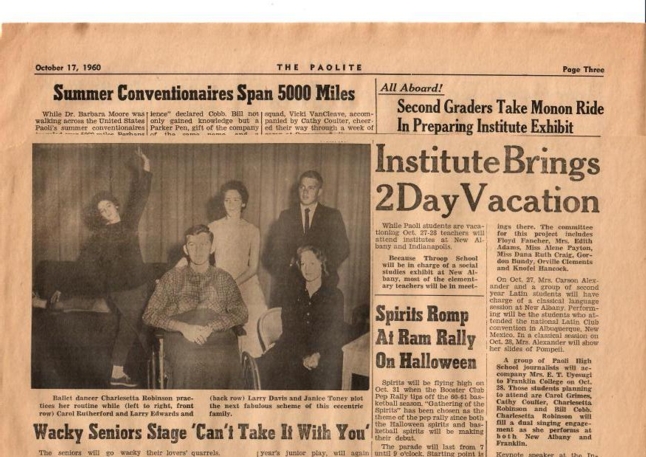 October 17, 1960
THE PAOLITE
Page Three
Summer Conventionaires Span 5000 Miles
While Dr. Barbara Moore was
walking across the United States
Paoli's summer conventionaires
ience" declared Cobb. Bill not
only gained knowledge but a
Parker Pen, gift of the company
squad, Vicki VanCleave, accom-
panied by Cathy Coulter, cheer-
ed their way through a week of
All Aboard!
Second Graders Take Monon Ride
In Preparing Institute Exhibit
Institute Brings
2 Day Vacation
While Paoli students are vaca-
tioning Oct. 27-28 teachers will
attend institutes at New Al-
bany and Indianapolis.
Because Throop School
will be in charge of a social
studies exhibit at New Al-
bany, most of the element-
ary teachers will be in meet-
ings there. The committee
for this project includes
Floyd Fancher, Mrs. Edith
Adams, Miss Alene Payton,
Miss Dana Ruth Craig, Gor-
don Bundy, Orville Clements
and Knofel Hancock.
On Oct. 27, Mrs. Carson Alex-
ander and a group of second
year Latin students will have
charge of a classical language
session at New Albany. Perform-
ing will be the students who at-
tended the national Latin Club
convention in Albuquerque, New
Mexico. In a classical session on
Oct. 28, Mrs. Alexander will show
her slides of Pompeii.
A group of Paoli High
School journalists will ac-
company Mrs. E. T.
to Franklin College on Oct.
28. Those students planning
to attend are Carol Grimes,
Cathy Coulter, Charlesetta
Robinson and Bill Cobb.
Charlesetta Robinson will
fill a dual singing engage-
ment as she performs at
both New Albany and
Franklin.
Keynote speaker at the In-
Spirits Romp
At Ram Rally
On Halloween
Spirits will be flying high on
Oct. 31 when the Booster Club
Pep Rally tips off the 60-61 bas-
ketball season. "Gathering of the
Spirits" has been chosen as the
theme of the pep rally since both
the Halloween spirits and bas-
ketball spirits will be making
their debut.
The parade will last from 7
until 9 o'clock. Starting point is
Ballet dancer Charlesetta Robinson prac-
tices her routine while (left to right, front
row) Carol Rutherford and Larry Edwards and
(back row) Larry Davis and Janice Toney plot
the next fabulous scheme of this eccentric
family.
Wacky Seniors Stage 'Can't Take It With You'
The seniors will go wacky
their lovers' quarrels.
year's junior play, will again